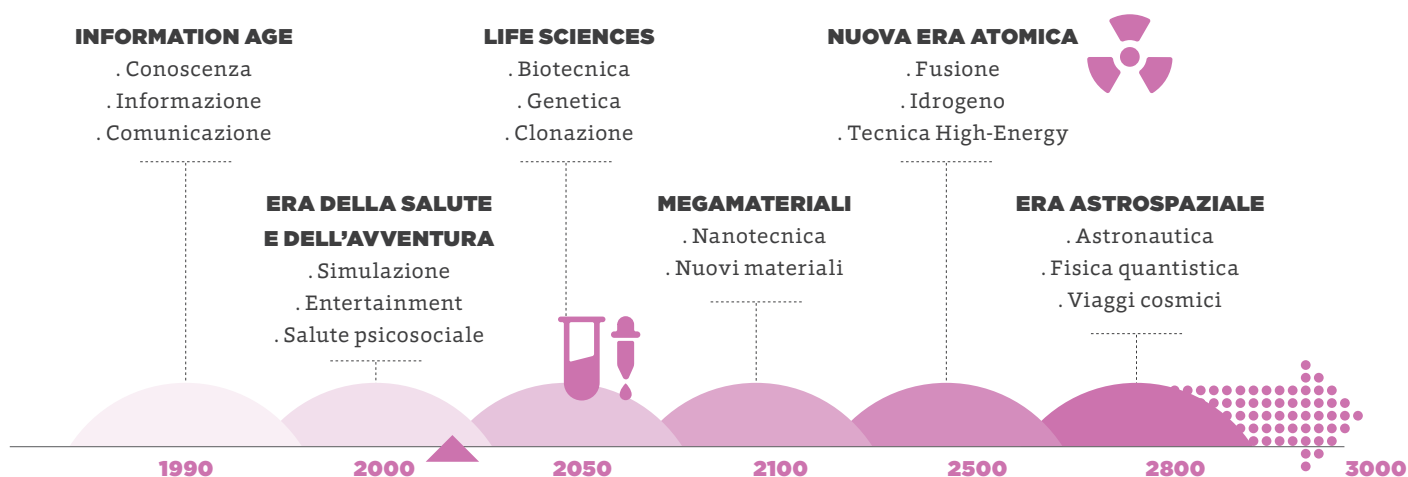 INFORMATION AGE
. Conoscenza
. Informazione
. Comunicazione
ERA DELLA SALUTE
E DELL'AVVENTURA
. Simulazione
. Entertainment
. Salute psicosociale
LIFE SCIENCES
. Biotecnica
. Genetica
. Clonazione
MEGAMATERIALI
. Nanotecnica
. Nuovi materiali
NUOVA ERA ATOMICA
. Fusione
. Idrogeno
. Tecnica High-Energy
ERA ASTROSPAZIALE
. Astronautica
. Fisica quantistica
. Viaggi cosmici
1990
2000
2050
2100
2500
2800
3000